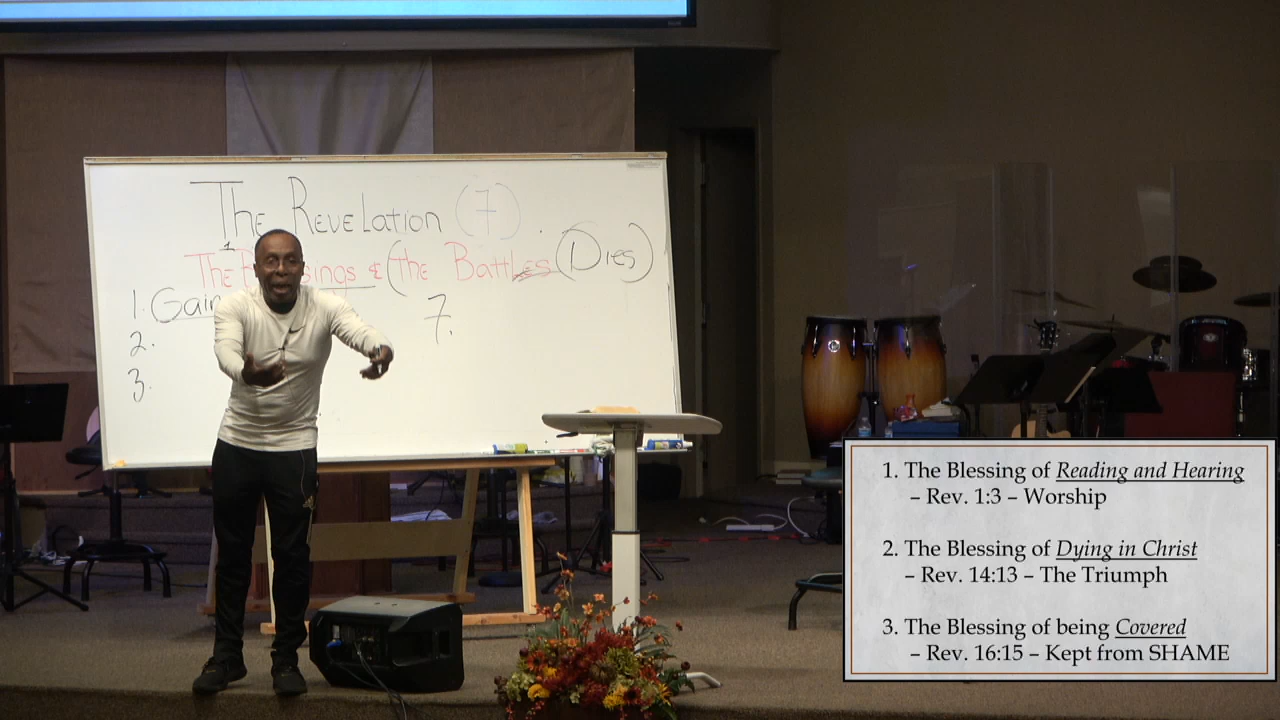 The Revelation (7)
1
The B sings & (The Battles (Dies)
1. (Gain
7.
2.
3.
1. The Blessing of Reading and Hearing
– Rev. 1:3 – Worship
2. The Blessing of Dying in Christ
– Rev. 14:13 – The Triumph
3. The Blessing of being Covered
– Rev. 16:15 – Kept from SHAME